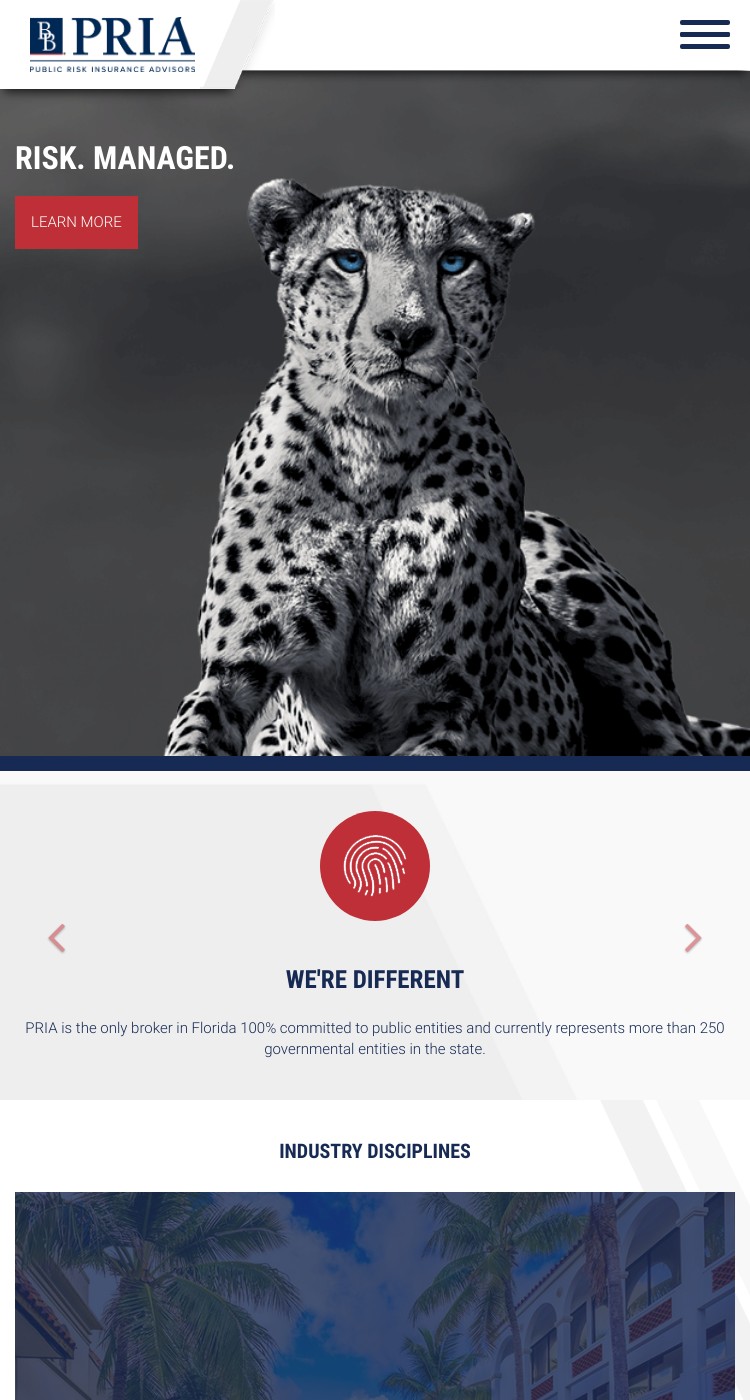 BB PRIA
PUBLIC RISK INSURANCE ADVISORS
RISK. MANAGED.
LEARN MORE
WE'RE DIFFERENT
PRIA is the only broker in Florida 100% committed to public entities and currently represents more than 250
governmental entities in the state.
INDUSTRY DISCIPLINES